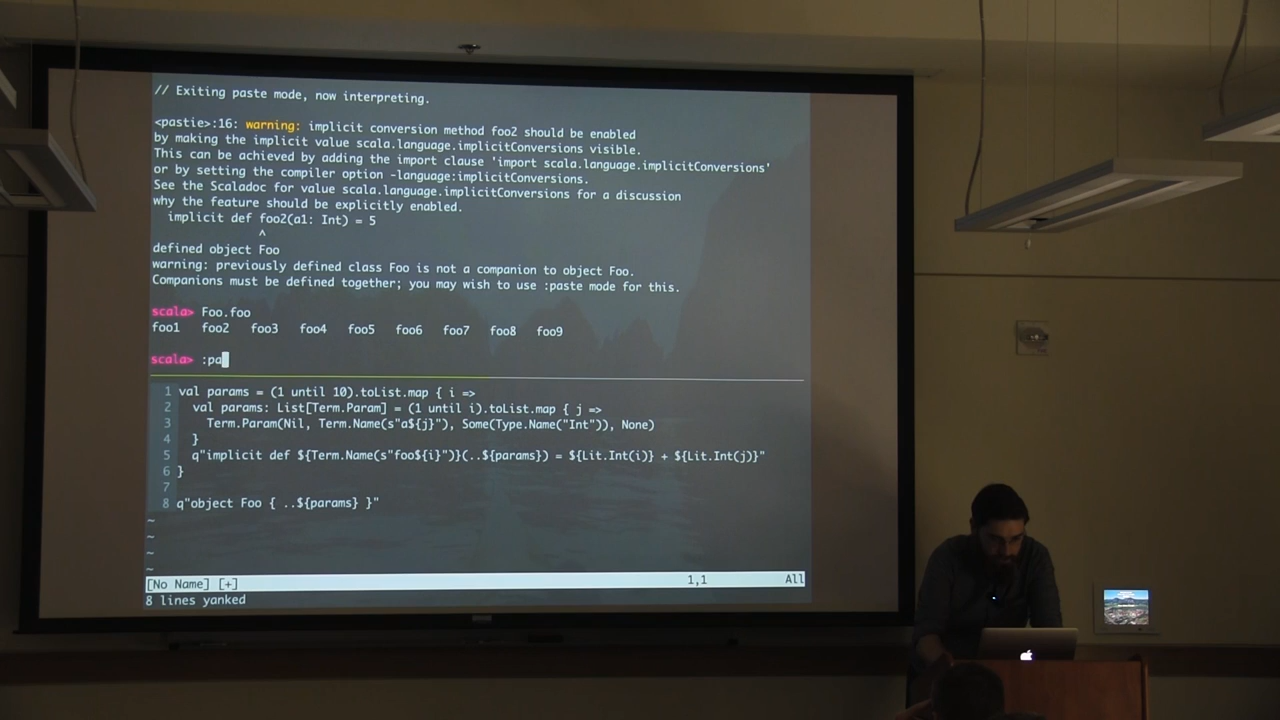 // Exiting paste mode, now interpreting.
<pastie>:16: warning: implicit conversion method foo2 should be enabled
by making the implicit value scala.language.implicitConversions visible.
This can be achieved by adding the import clause 'import scala.language.implicitConversions'
or by setting the compiler option -language:implicitConversions.
See the Scaladoc for value scala.language.implicitConversions for a discussion
why the feature should be explicitly enabled.
implicit def foo2(a1: Int) = 5
^
defined object Foo
warning: previously defined class Foo is not a companion to object Foo.
Companions must be defined together; you may wish to use :paste mode for this.
scala> Foo.foo
foo1 foo2 foo3 foo4 foo5 foo6 foo7 foo8 foo9
scala> :pa
1 val params = (1 until 10).toList.map { i =>
2 val params: List[Term.Param] = (1 until i).toList.map { j =>
3 Term.Param(Nil, Term.Name(s"a${j}"), Some(Type.Name("Int")), None)
4 }
5 q"implicit def ${Term.Name(s"foo${i}")}(..${params}) = ${Lit.Int(i)} + ${Lit.Int(j)}"
6 }
7
8 q"object Foo { ..${params} }"
~
~
~
~
[No Name] [+] 1,1 All
8 lines yanked